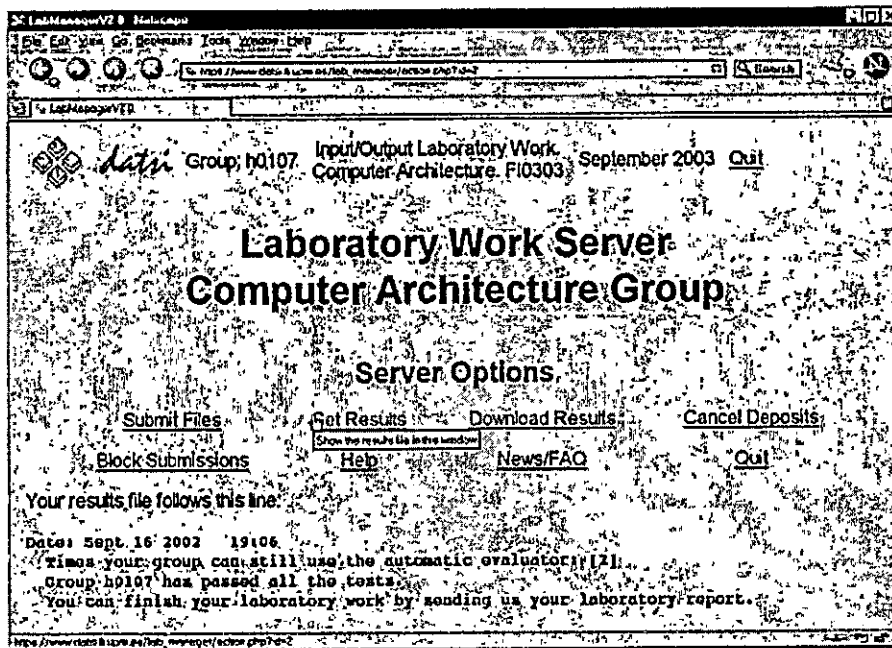 LabManagerV2.0 Netscape
File Edit View Go Bookmarks Tools Window Help
Search
LabManagerV2.0
datsi Group: h0107 Input/Output Laboratory Work. Computer Architecture. FI0303 September 2003 Quit
Laboratory Work Server
Computer Architecture Group
Server Options
Submit Files Get Results Download Results Cancel Deposits
Show the results file in this window
Block Submissions Help News/FAQ Quit
Your results file follows this line.
Date: Sept 16 2002 19:06
Times your group can still use the automatic evaluator: [2]
Group h0107 has passed all the tests.
You can finish your laboratory work by sending us your laboratory report.